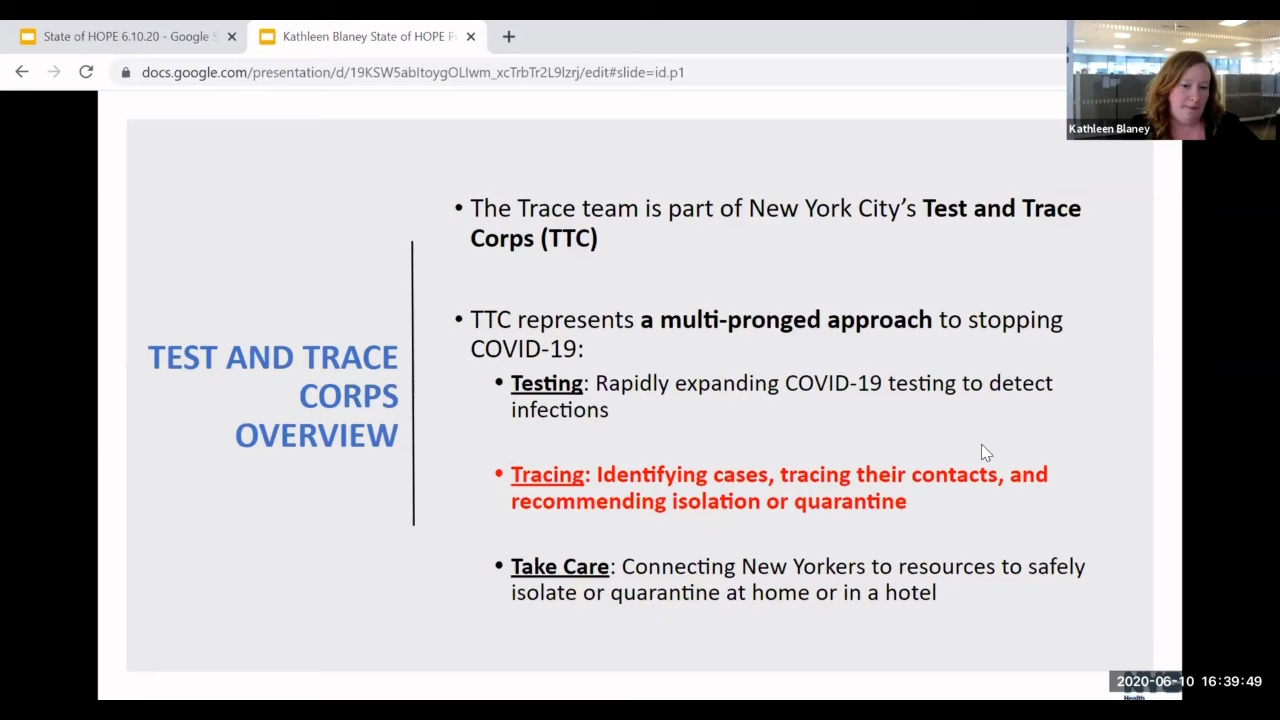 State of HOPE 6.10.20 - Google S
Kathleen Blaney State of HOPE P
docs.google.com/presentation/d/19KSW5abItoygOLIwm_xcTrbTr2L9lzrj/edit#slide=id.p1
Kathleen Blaney
• The Trace team is part of New York City’s Test and Trace
Corps (TTC)
• TTC represents a multi-pronged approach to stopping
COVID-19:
TEST AND TRACE
CORPS
OVERVIEW
• Testing: Rapidly expanding COVID-19 testing to detect
infections
• Tracing: Identifying cases, tracing their contacts, and
recommending isolation or quarantine
• Take Care: Connecting New Yorkers to resources to safely
isolate or quarantine at home or in a hotel
2020-06-10 16:39:49
Health